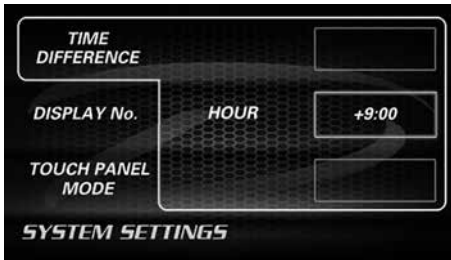 TIME
DIFFERENCE
DISPLAY No.
HOUR
+9:00
TOUCH PANEL
MODE
SYSTEM SETTINGS